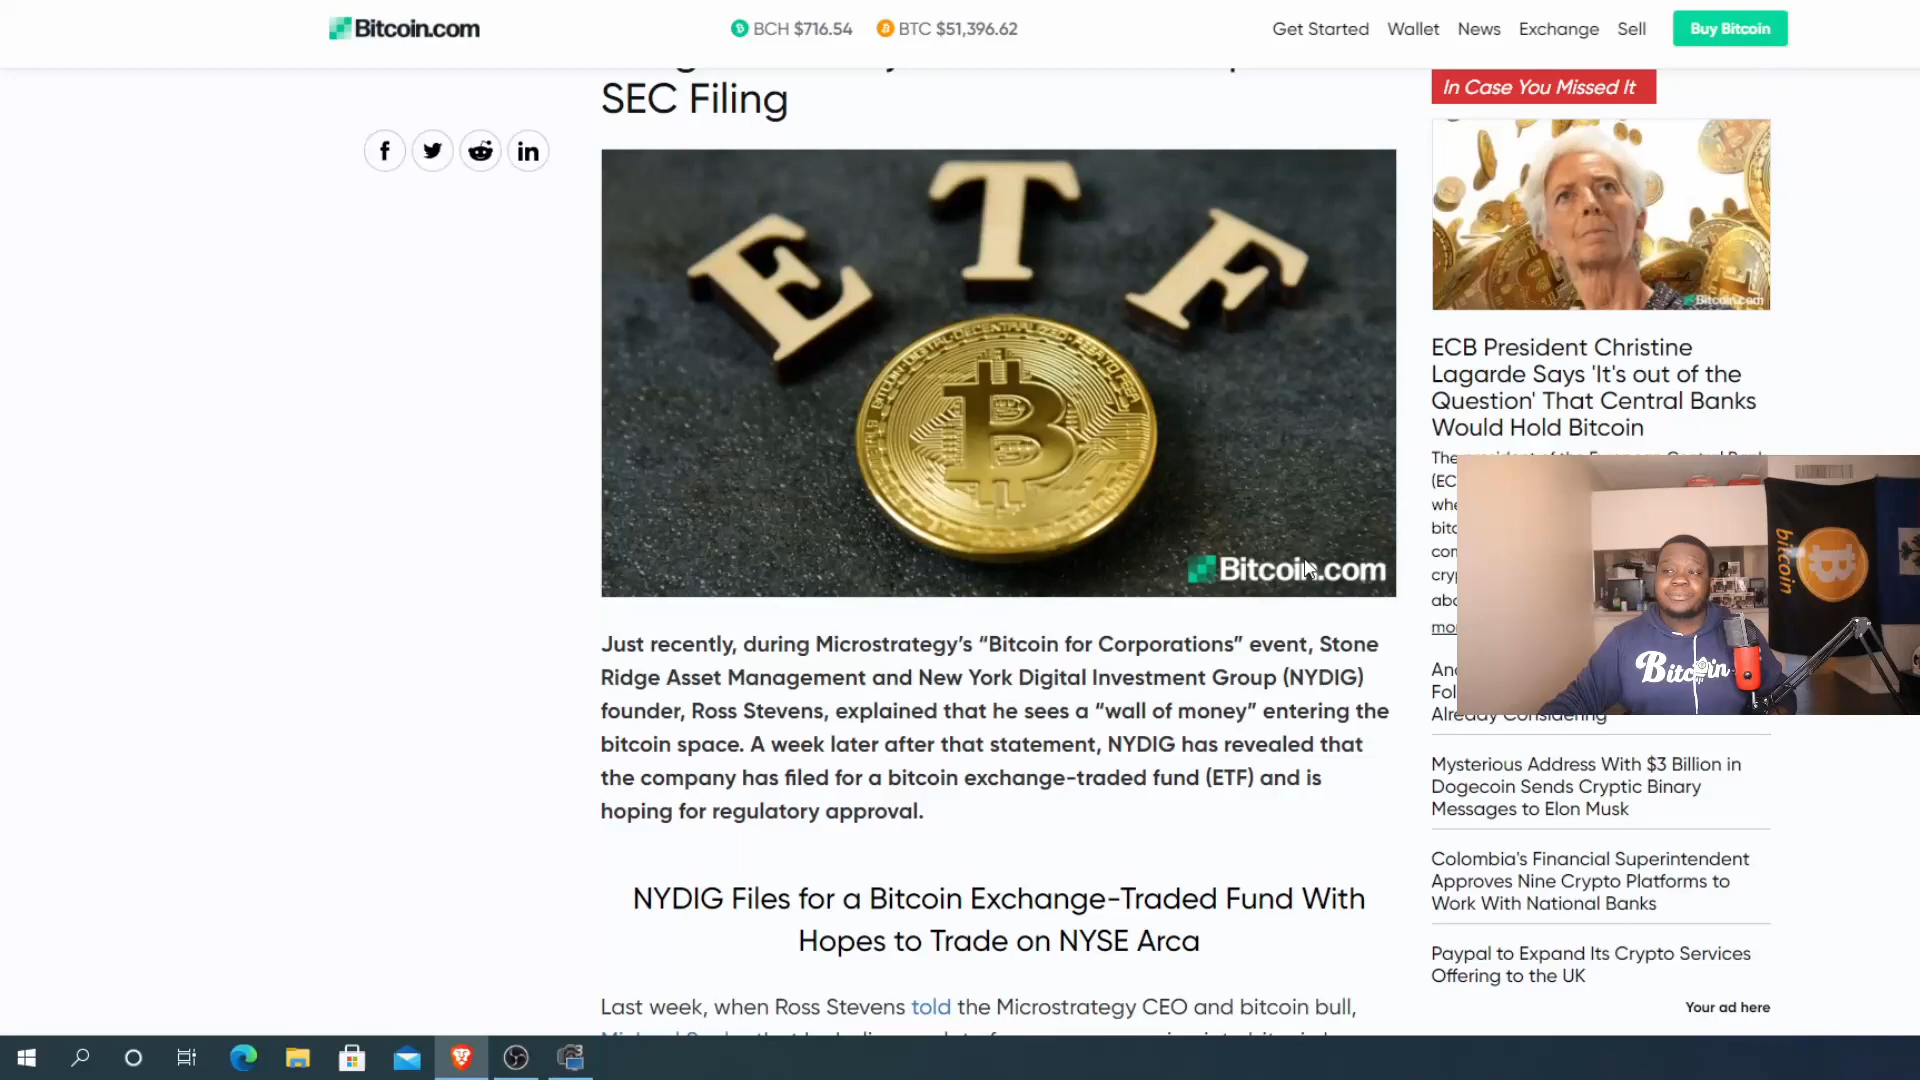 Bitcoin.com
BCH $716.54
BTC $51,396.62
Get Started
Wallet
News
Exchange
Sell
Buy Bitcoin
SEC Filing
In Case You Missed It
E T F
Bitcoin.com
Bitcoin.com
Just recently, during Microstrategy's “Bitcoin for Corporations” event, Stone
Ridge Asset Management and New York Digital Investment Group (NYDIG)
founder, Ross Stevens, explained that he sees a “wall of money” entering the
bitcoin space. A week later after that statement, NYDIG has revealed that
the company has filed for a bitcoin exchange-traded fund (ETF) and is
hoping for regulatory approval.
NYDIG Files for a Bitcoin Exchange-Traded Fund With
Hopes to Trade on NYSE Arca
Last week, when Ross Stevens told the Microstrategy CEO and bitcoin bull,
ECB President Christine
Lagarde Says 'It's out of the
Question' That Central Banks
Would Hold Bitcoin
The
bitcoin
Bitcoin
Already Considering
Mysterious Address With $3 Billion in
Dogecoin Sends Cryptic Binary
Messages to Elon Musk
Colombia's Financial Superintendent
Approves Nine Crypto Platforms to
Work With National Banks
Paypal to Expand Its Crypto Services
Offering to the UK
Your ad here